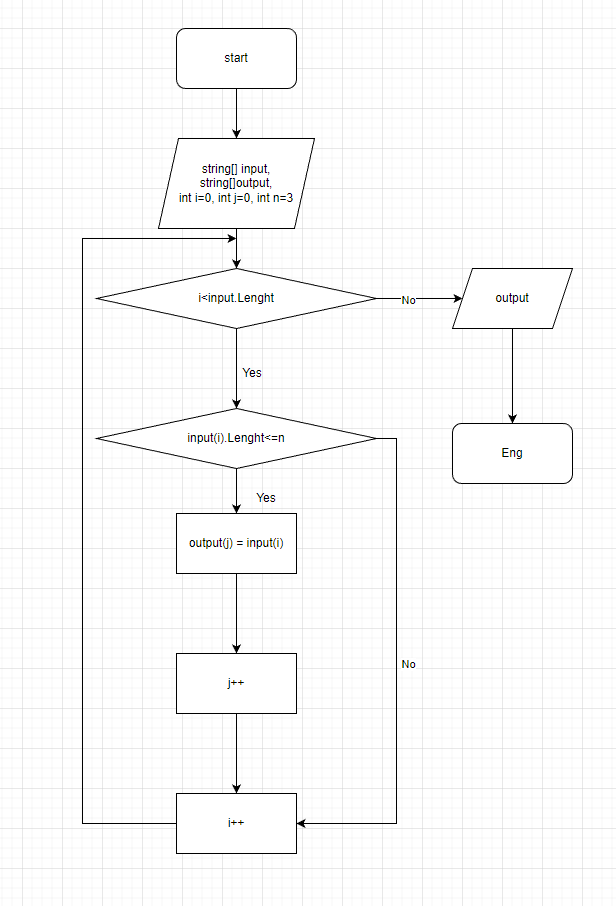 start
string[] input,
string[]output,
int i=0, int j=0, int n=3
i<input.Lenght
No
output
Yes
input(i).Lenght<=n
Eng
Yes
output(j) = input(i)
No
j++
i++